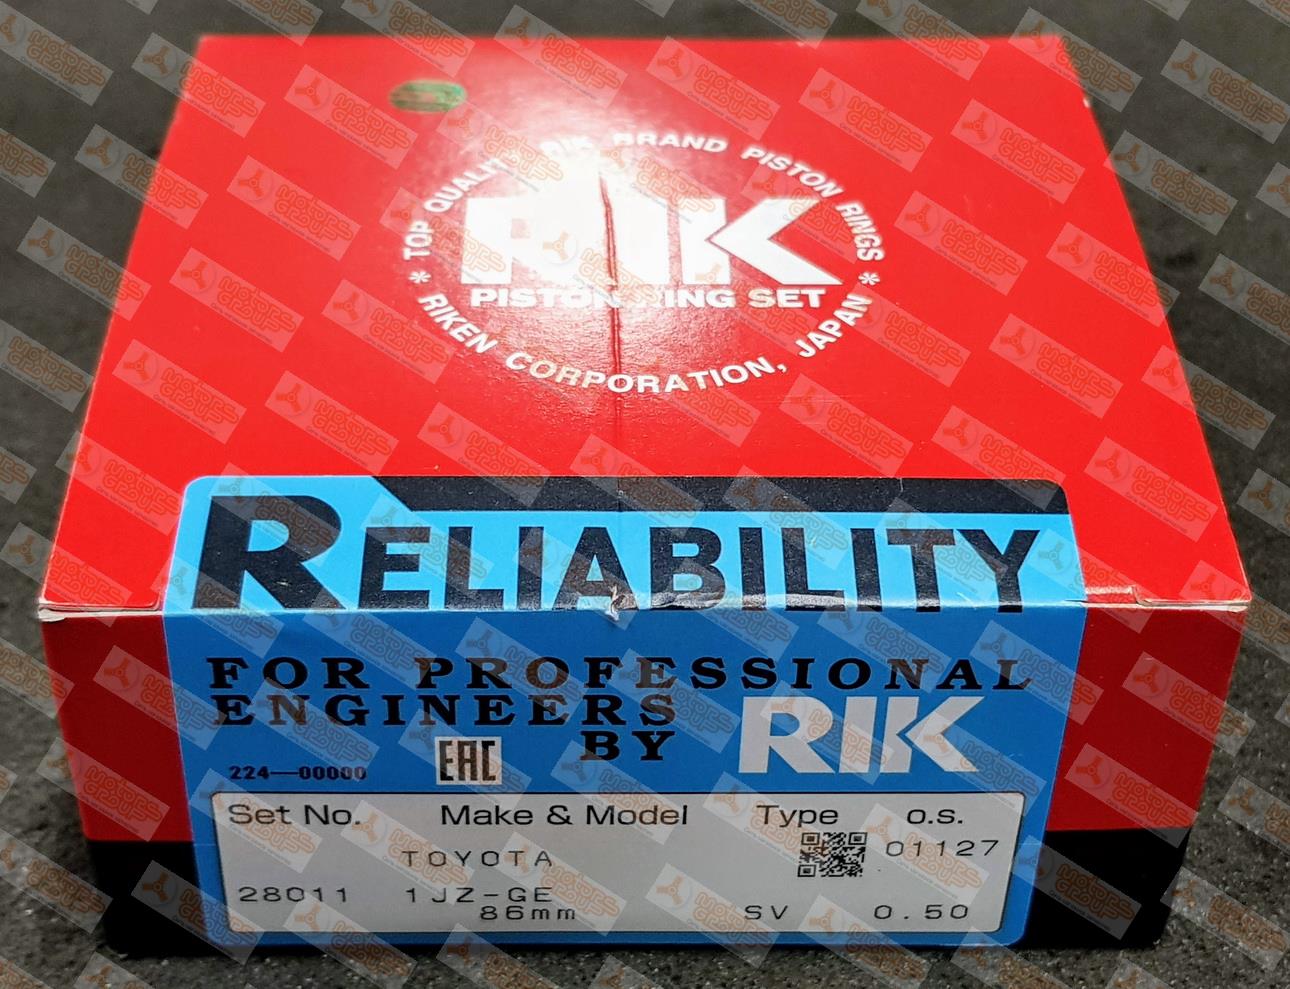 TOP QUALITY RIK BRAND PISTON RINGS
RIK
PISTON RING SET
* RIKEN CORPORATION, JAPAN *
RELIABILITY
FOR PROFESSIONAL
ENGINEERS
BY RIK
224—00000 EAC
Set No. Make & Model Type o.s.
TOYOTA 01127
28011 1JZ-GE
86mm SV 0.50